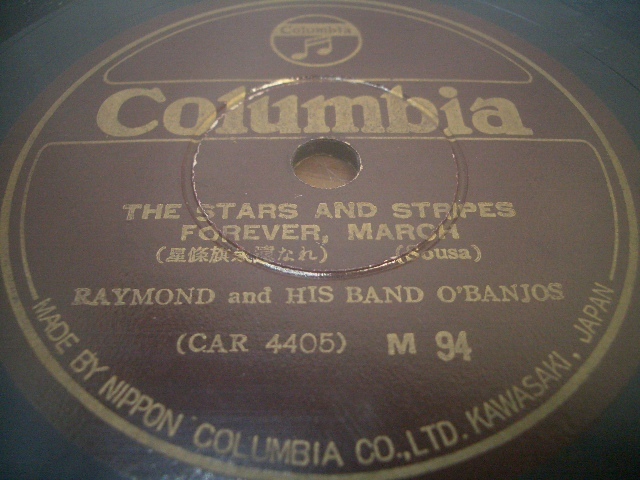 Columbia
Columbia
THE STARS AND STRIPES
FOREVER, MARCH
(星條旗永遠なれ) (Sousa)
RAYMOND and HIS BAND O'BANJOS
(CAR 4405) M 94
MADE BY NIPPON COLUMBIA CO., LTD. KAWASAKI, JAPAN